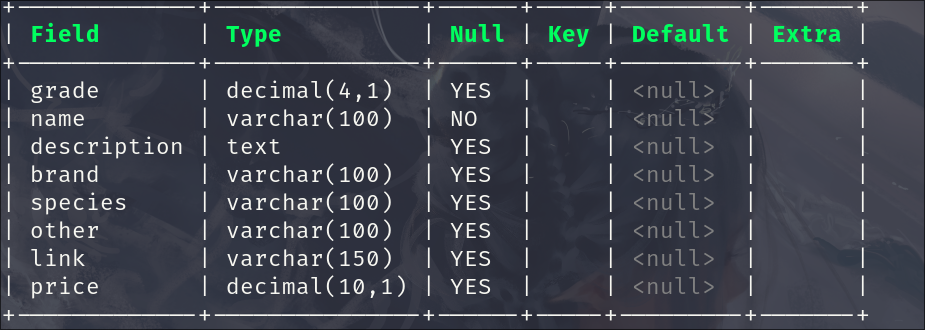 +-------------+---------------+------+-----+---------+-------+
| Field       | Type          | Null | Key | Default | Extra |
+-------------+---------------+------+-----+---------+-------+
| grade       | decimal(4,1)  | YES  |     | <null>  |       |
| name        | varchar(100)  | NO   |     | <null>  |       |
| description | text          | YES  |     | <null>  |       |
| brand       | varchar(100)  | YES  |     | <null>  |       |
| species     | varchar(100)  | YES  |     | <null>  |       |
| other       | varchar(100)  | YES  |     | <null>  |       |
| link        | varchar(150)  | YES  |     | <null>  |       |
| price       | decimal(10,1) | YES  |     | <null>  |       |
+-------------+---------------+------+-----+---------+-------+